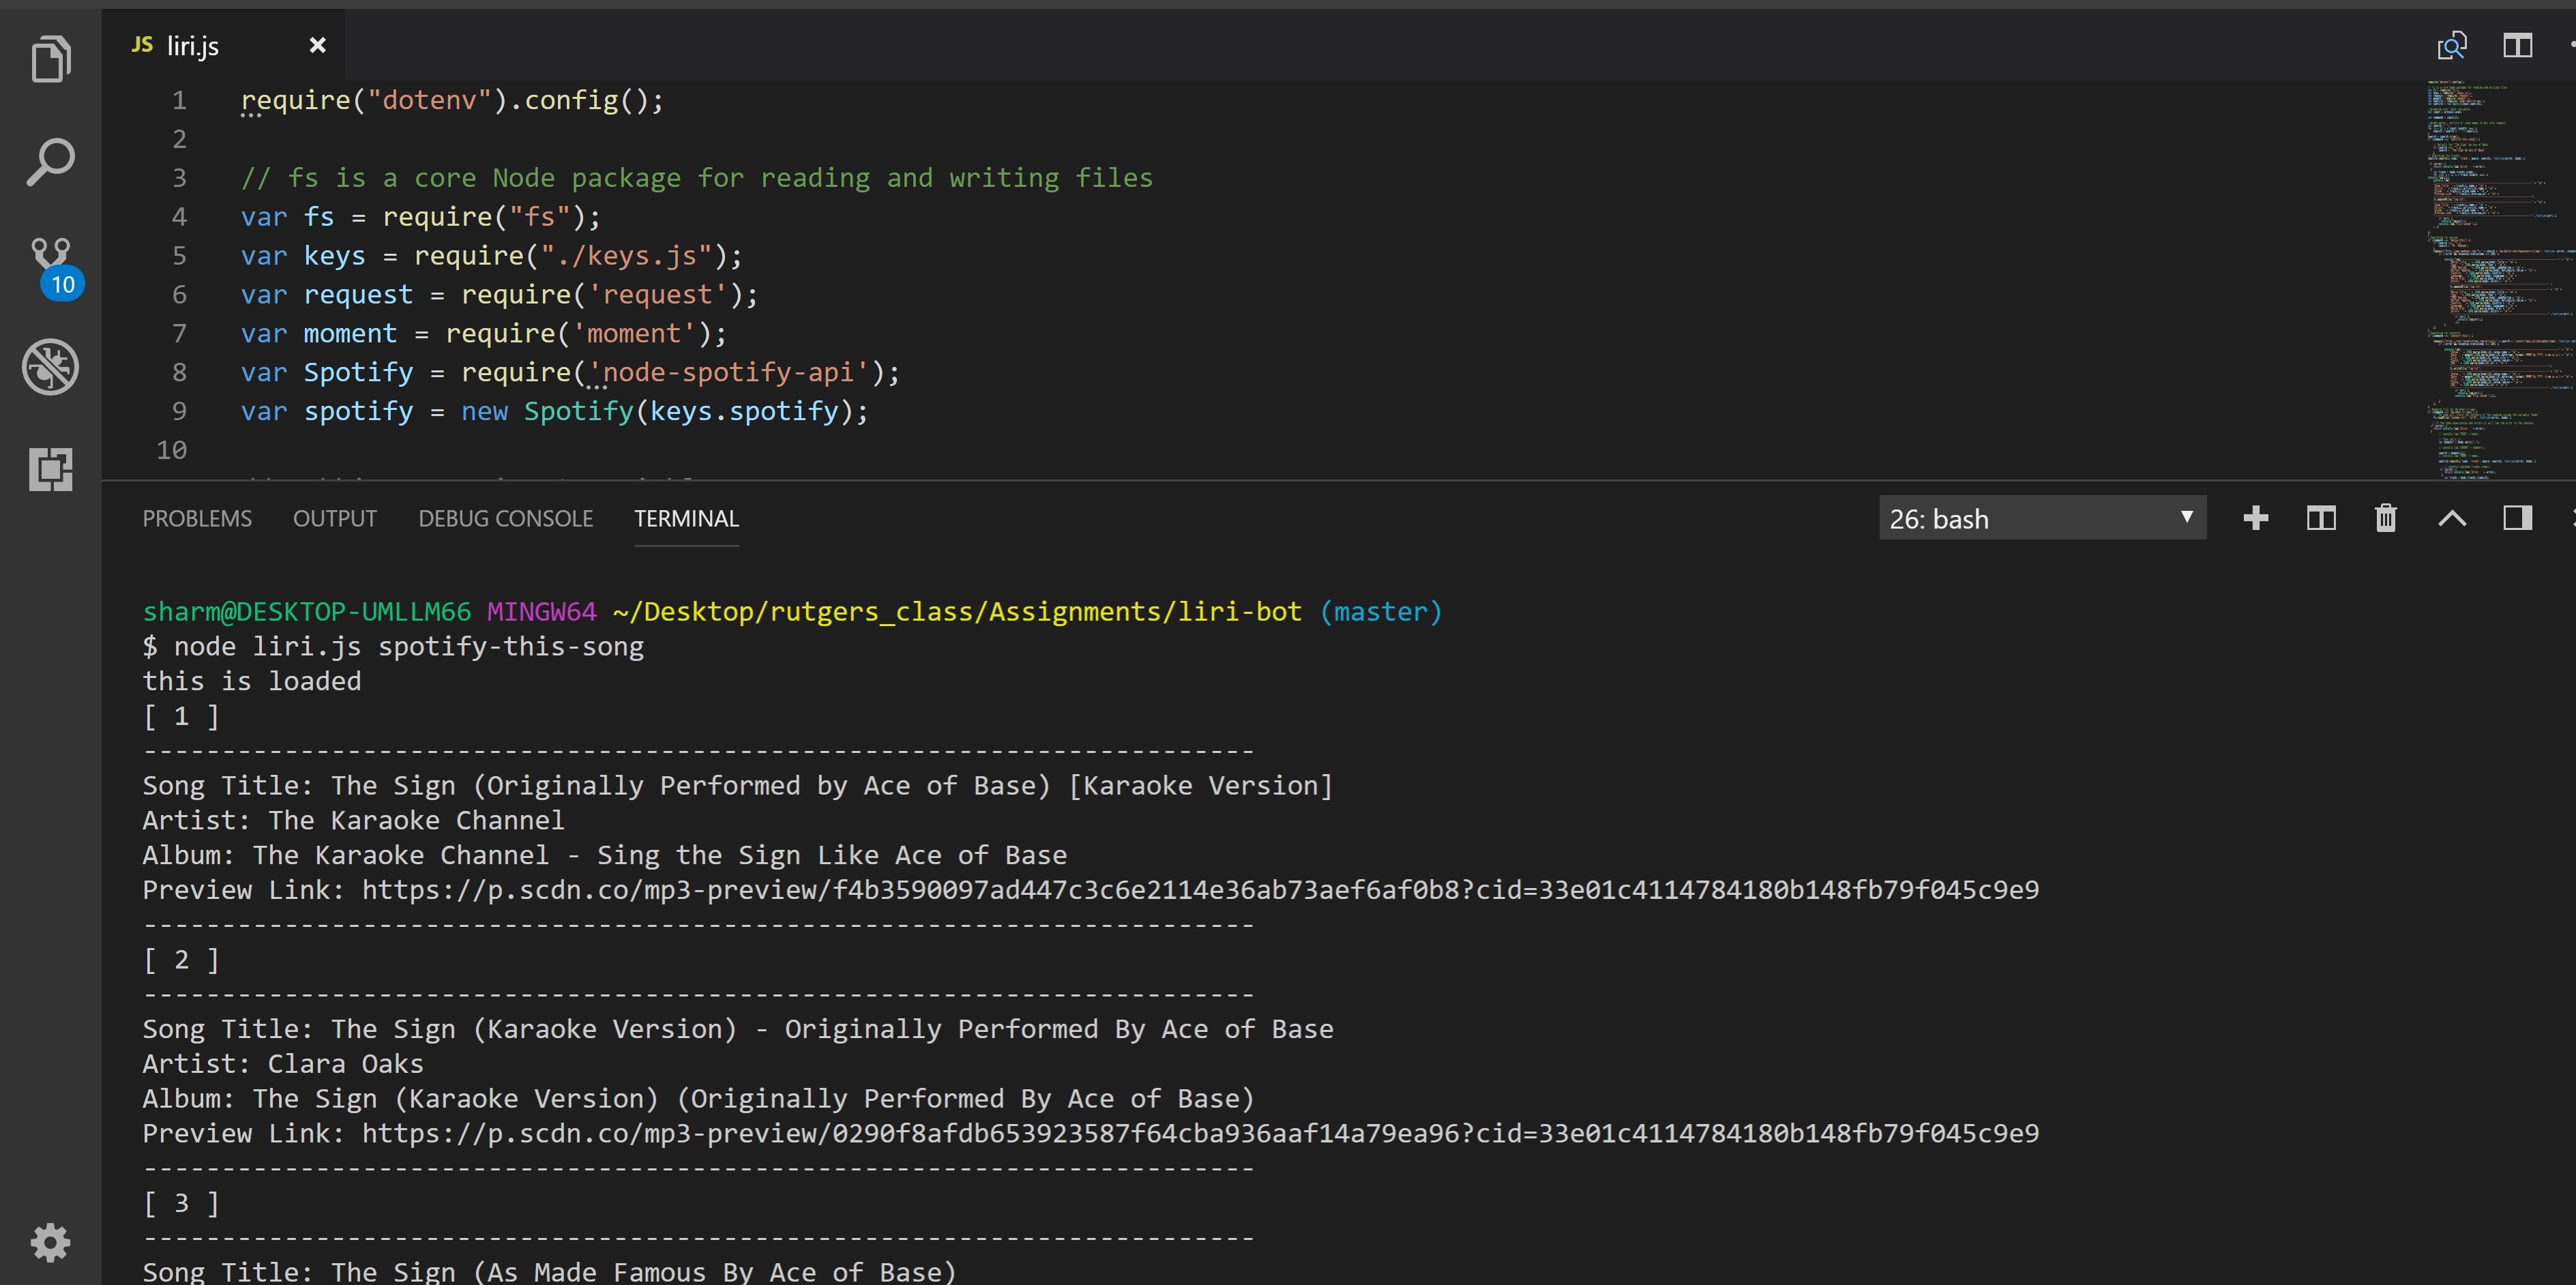 JS liri.js
1 require("dotenv").config();
2
3 // fs is a core Node package for reading and writing files
4 var fs = require("fs");
5 var keys = require("./keys.js");
6 var request = require('request');
7 var moment = require('moment');
8 var Spotify = require('node-spotify-api');
9 var spotify = new Spotify(keys.spotify);
10
10
PROBLEMS OUTPUT DEBUG CONSOLE TERMINAL 26: bash
sharm@DESKTOP-UMLLM66 MINGW64 ~/Desktop/rutgers_class/Assignments/liri-bot (master)
$ node liri.js spotify-this-song
this is loaded
[ 1 ]
-----------------------------------------------------------------------
Song Title: The Sign (Originally Performed by Ace of Base) [Karaoke Version]
Artist: The Karaoke Channel
Album: The Karaoke Channel - Sing the Sign Like Ace of Base
Preview Link: https://p.scdn.co/mp3-preview/f4b3590097ad447c3c6e2114e36ab73aef6af0b8?cid=33e01c4114784180b148fb79f045c9e9
-----------------------------------------------------------------------
[ 2 ]
-----------------------------------------------------------------------
Song Title: The Sign (Karaoke Version) - Originally Performed By Ace of Base
Artist: Clara Oaks
Album: The Sign (Karaoke Version) (Originally Performed By Ace of Base)
Preview Link: https://p.scdn.co/mp3-preview/0290f8afdb653923587f64cba936aaf14a79ea96?cid=33e01c4114784180b148fb79f045c9e9
-----------------------------------------------------------------------
[ 3 ]
-----------------------------------------------------------------------
Song Title: The Sign (As Made Famous By Ace of Base)